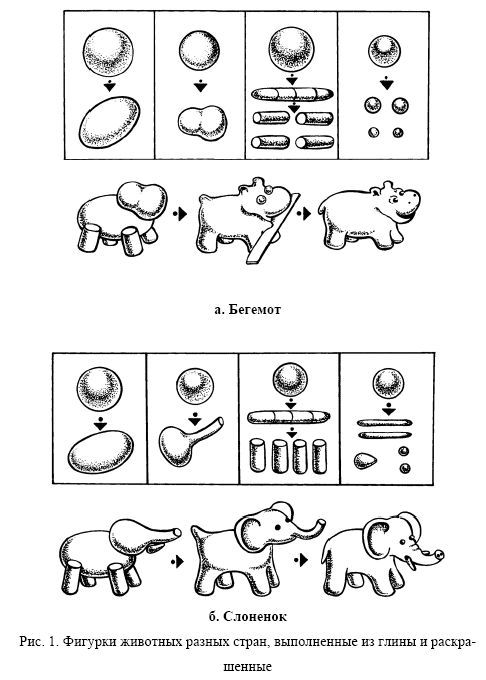 а. Бегемот
б. Слоненок
Рис. 1. Фигурки животных разных стран, выполненные из глины и раскра-
шенные